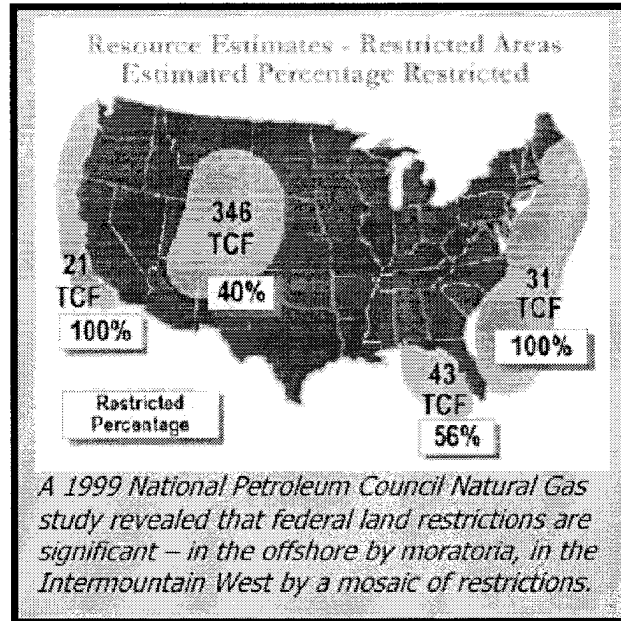 Resource Estimates - Restricted Areas
Estimated Percentage Restricted
346
TCF
40%
21
TCF
100%
31
TCF
100%
43
TCF
56%
Restricted
Percentage
A 1999 National Petroleum Council Natural Gas
study revealed that federal land restrictions are
significant – in the offshore by moratoria, in the
Intermountain West by a mosaic of restrictions.